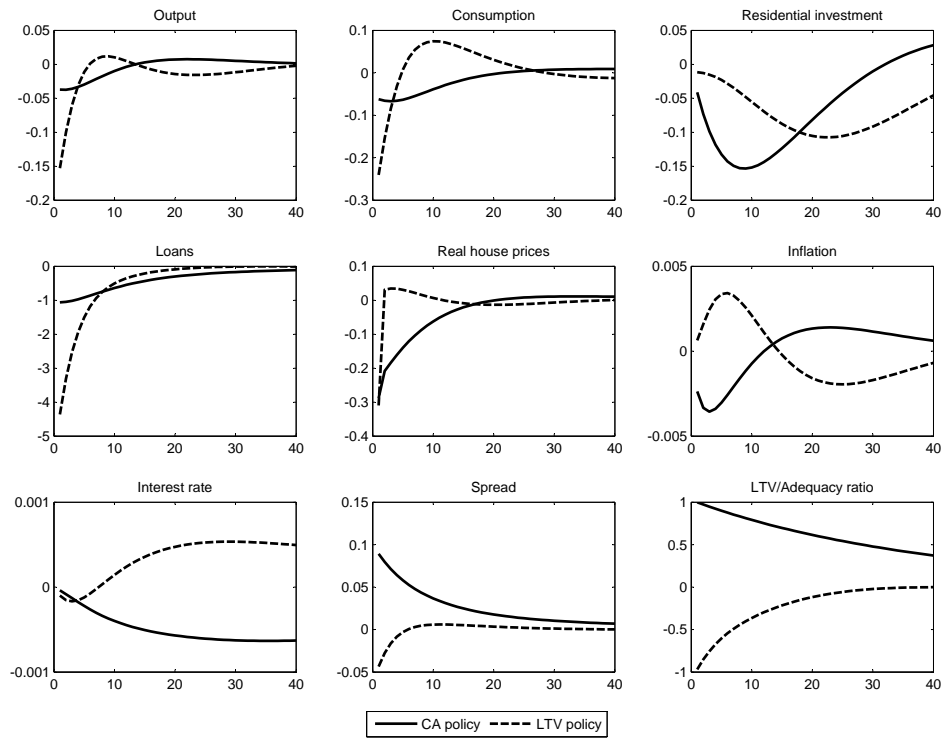 Output
0.05
0
-0.05
-0.1
-0.15
-0.2
0 10 20 30 40
Consumption
0.1
0
-0.1
-0.2
-0.3
0 10 20 30 40
Residential investment
0.05
0
-0.05
-0.1
-0.15
-0.2
0 10 20 30 40
Loans
0
-1
-2
-3
-4
-5
0 10 20 30 40
Real house prices
0.1
0
-0.1
-0.2
-0.3
-0.4
0 10 20 30 40
Inflation
0.005
0
-0.005
0 10 20 30 40
Interest rate
0.001
0
-0.001
0 10 20 30 40
Spread
0.15
0.1
0.05
0
-0.05
0 10 20 30 40
LTV/Adequacy ratio
1
0.5
0
-0.5
-1
0 10 20 30 40
CA policy LTV policy